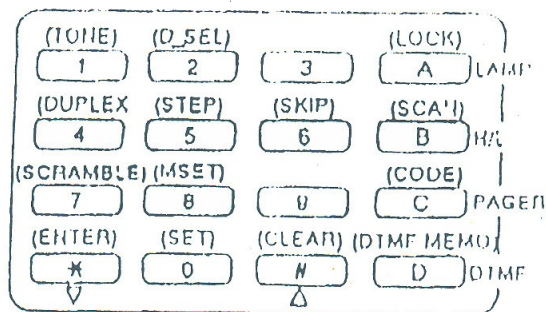 (TONE) (D_SEL) (LOCK)
1 2 3 A LAMP
(DUPLEX (STEP) (SKIP) (SCAN)
4 5 6 B H/L
(SCRAMBLE) (MSET) (CODE)
7 8 9 C PAGER
(ENTER) (SET) (CLEAR) (DTMF MEMO)
* 0 # D DTMF